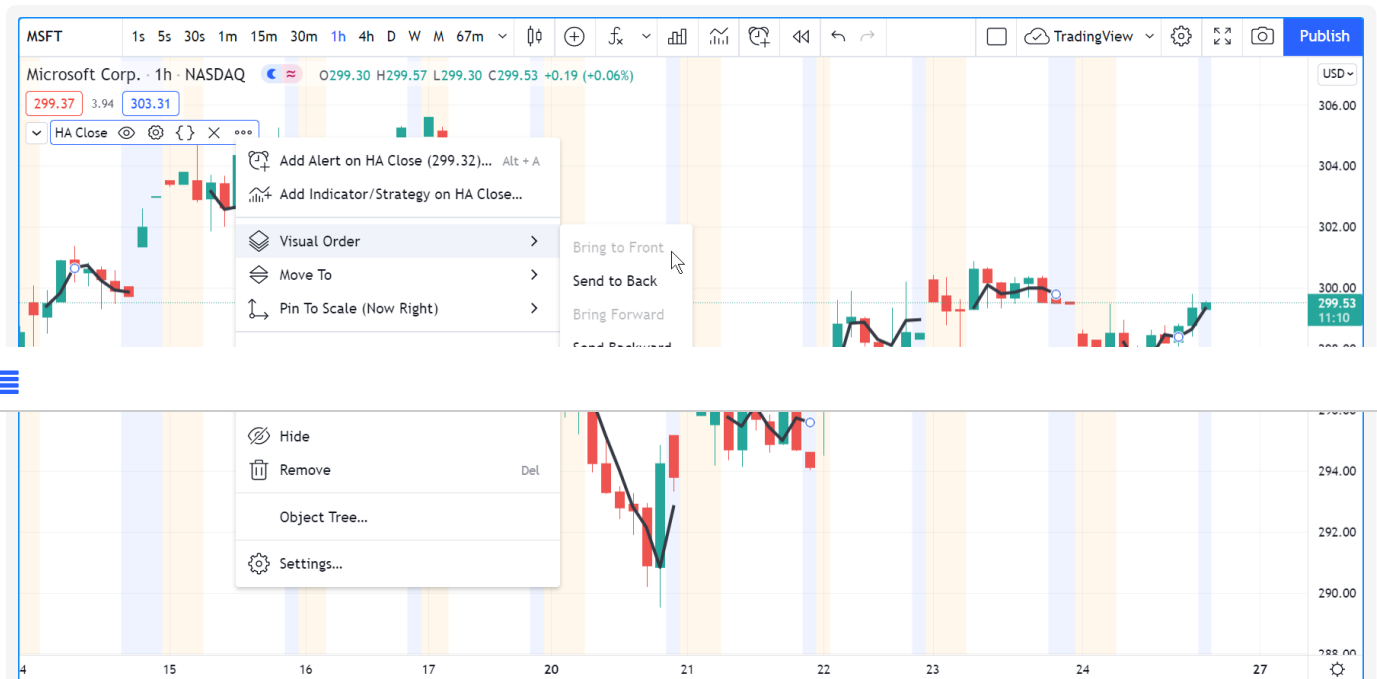 MSFT 1s 5s 30s 1m 15m 30m 1h 4h D W M 67m TradingView Publish
Microsoft Corp. · 1h · NASDAQ O299.30 H299.57 L299.30 C299.53 +0.19 (+0.06%) USD
299.37 3.94 303.31 306.00
HA Close
Add Alert on HA Close (299.32)... Alt + A
304.00
Add Indicator/Strategy on HA Close...
302.00
Visual Order
Bring to Front
Move To
Send to Back
300.00
Pin To Scale (Now Right)
299.53
Bring Forward
11:10
Send Backward
Hide
Remove Del
294.00
Object Tree...
292.00
Settings...
290.00
288.00
4 15 16 17 20 21 22 23 24 27